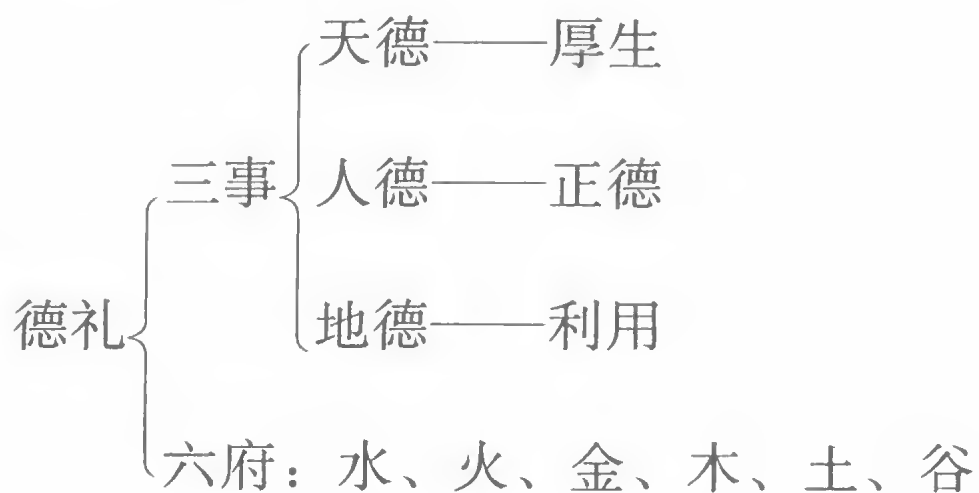 天德——厚生
三事
人德——正德
德礼
地德——利用
六府：水、火、金、木、土、谷